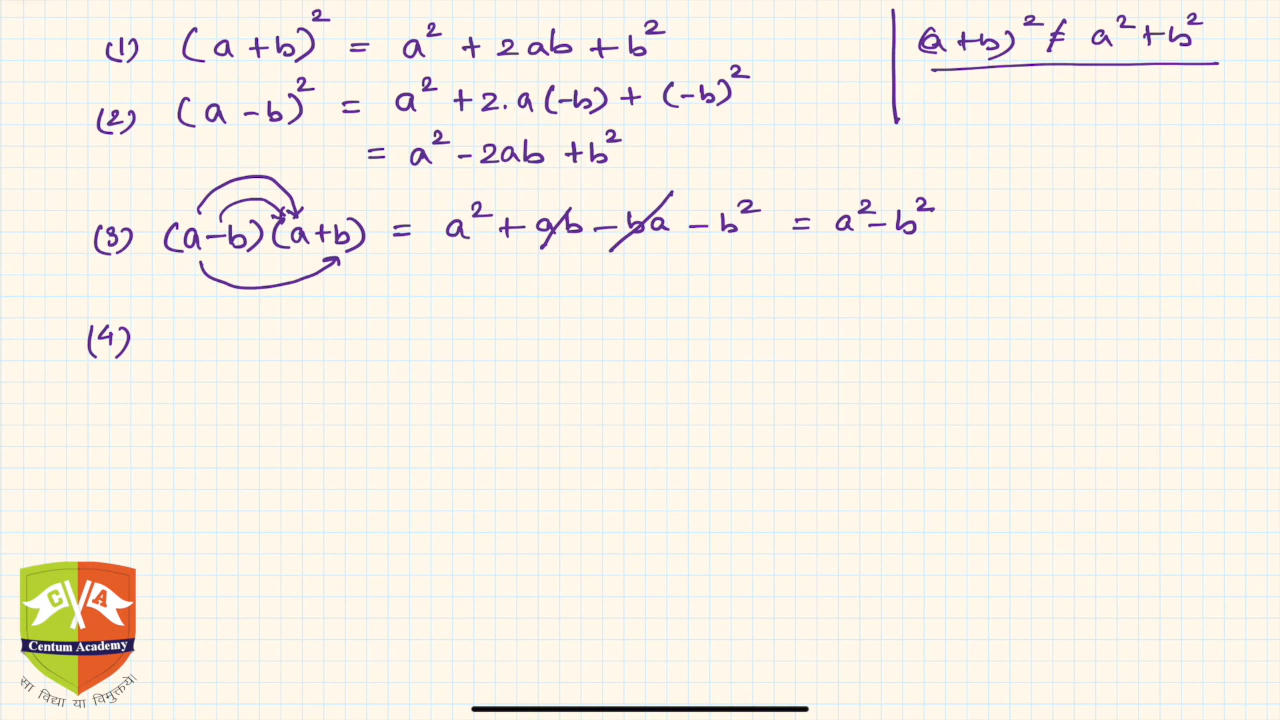 (1) (a + b)² = a² + 2ab + b²
(a + b)² ≠ a² + b²
(2) (a - b)² = a² + 2. a (-b) + (-b)²
= a² - 2ab + b²
(3) (a - b) (a + b) = a² + ab - ba - b² = a² - b²
(4)
C A
Centum Academy
सा विद्या या विमुक्तये।